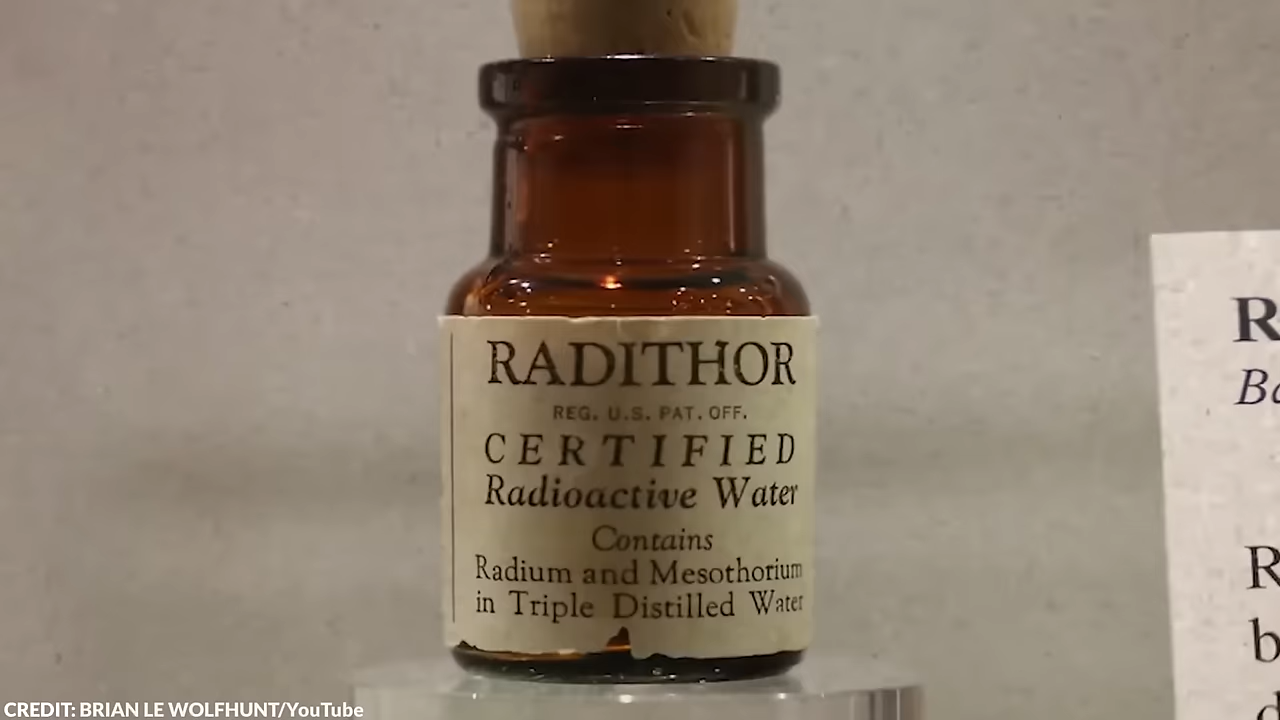 RADITHOR
REG. U.S. PAT. OFF.
CERTIFIED
Radioactive Water
Contains
Radium and Mesothorium
in Triple Distilled Water
CREDIT: BRIAN LE WOLFHUNT/YouTube